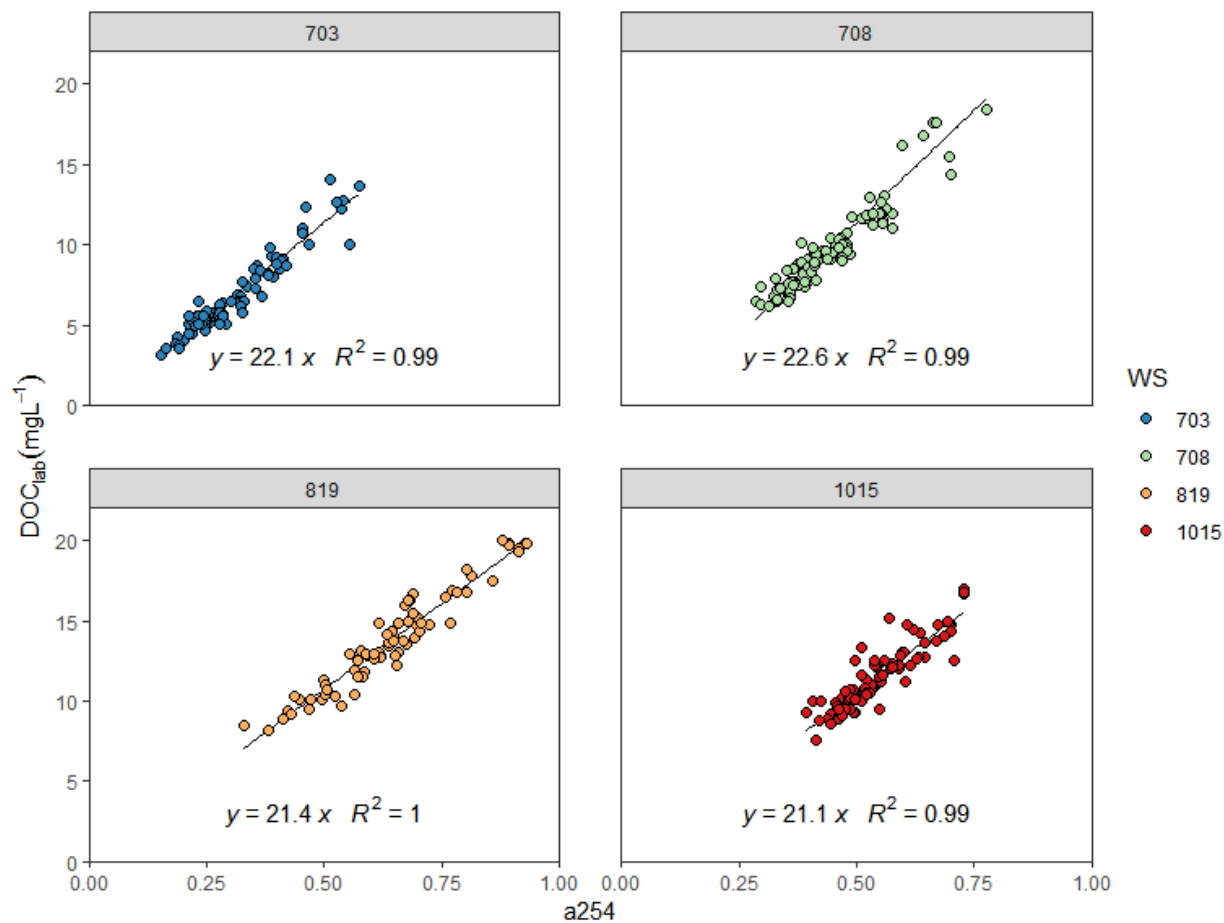 703
708
20
15
10
5
0
y = 22.1 x R² = 0.99
y = 22.6 x R² = 0.99
DOClab(mgL⁻¹)
WS
703
708
819
1015
819
1015
20
15
10
5
0
y = 21.4 x R² = 1
y = 21.1 x R² = 0.99
0.00 0.25 0.50 0.75 1.00
0.00 0.25 0.50 0.75 1.00
a254